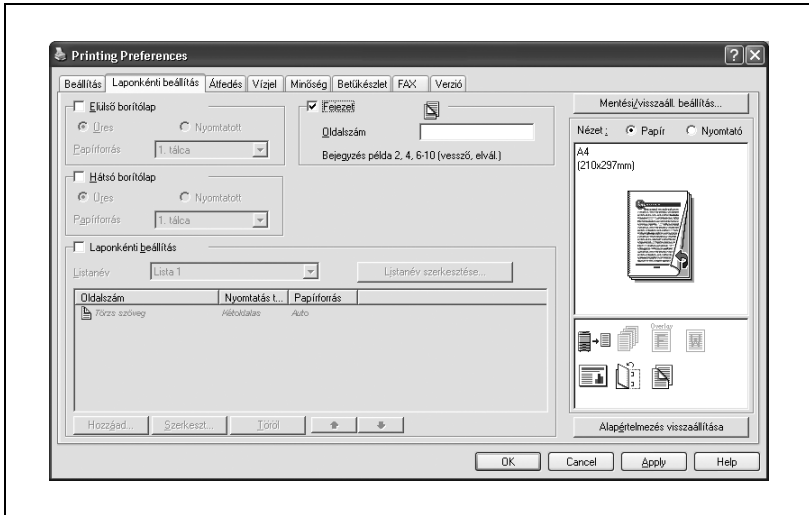 Printing Preferences
Beállítás Laponkénti beállítás Átfedés Vízjel Minőség Betűkészlet FAX Verzió
Elülső borítólap
Üres Nyomtatott
Papírforrás 1. tálca
Fejezet
Oldalszám
Bejegyzés példa 2, 4, 6-10 (vessző, elvál.)
Hátsó borítólap
Üres Nyomtatott
Papírforrás 1. tálca
Laponkénti beállítás
Listanév Lista 1 Listanév szerkesztése...
Oldalszám Nyomtatás t... Papírforrás
Törzs szöveg Kétoldalas Auto
Hozzáad... Szerkeszt... Töröl
Mentési/visszaáll. beállítás...
Nézet : Papír Nyomtató
A4
(210x297mm)
Overlay
F W
Alapértelmezés visszaállítása
OK Cancel Apply Help